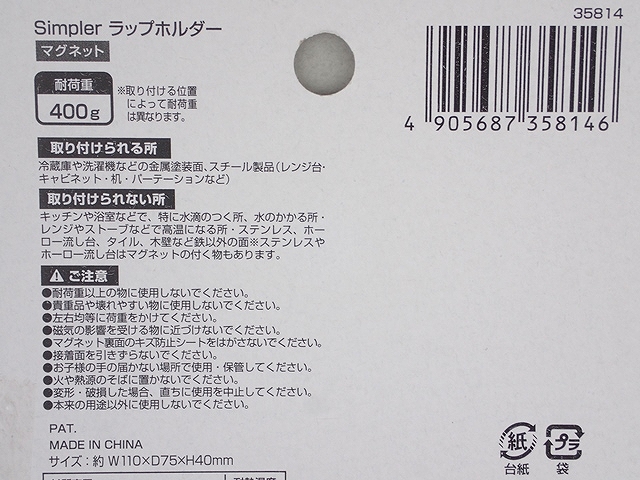 35814
Simpler ラップホルダー
マグネット
耐荷重
400g
※取り付ける位置
によって耐荷重
は異なります。
4 905687 358146
取り付けられる所
冷蔵庫や洗濯機などの金属塗装面、スチール製品（レンジ台・
キャビネット・机・パーテーションなど）
取り付けられない所
キッチンや浴室などで、特に水滴のつく所、水のかかる所・
レンジやストーブなどで高温になる所・ステンレス、ホー
ロー流し台、タイル、木壁など鉄以外の面※ステンレスや
ホーロー流し台はマグネットの付く物もあります。
ご注意
●耐荷重以上の物に使用しないでください。
●貴重品や壊れやすい物に使用しないでください。
●左右均等に荷重をかけてください。
●磁気の影響を受ける物に近づけないでください。
●マグネット裏面のキズ防止シートをはがさないでください。
●接着面を引きずらないでください。
●お子様の手の届かない場所で使用・保管してください。
●火や熱源のそばに置かないでください。
●変形・破損した場合、直ちに使用を中止してください。
●本来の用途以外に使用しないでください。
PAT.
MADE IN CHINA
サイズ：約 W110×D75×H40mm
紙
台紙
プラ
袋